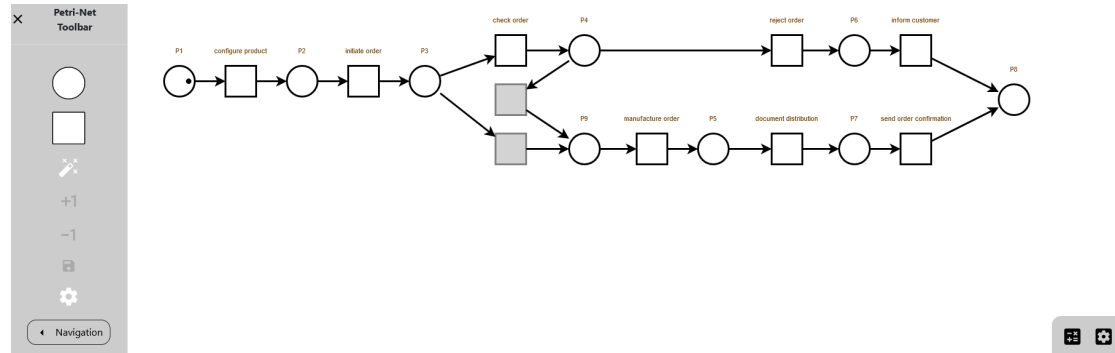 Petri-Net
Toolbar
+1
−1
Navigation
check order
P4
reject order
P6
inform customer
P1
configure product
P2
initiate order
P3
P8
P9
manufacture order
P5
document distribution
P7
send order confirmation